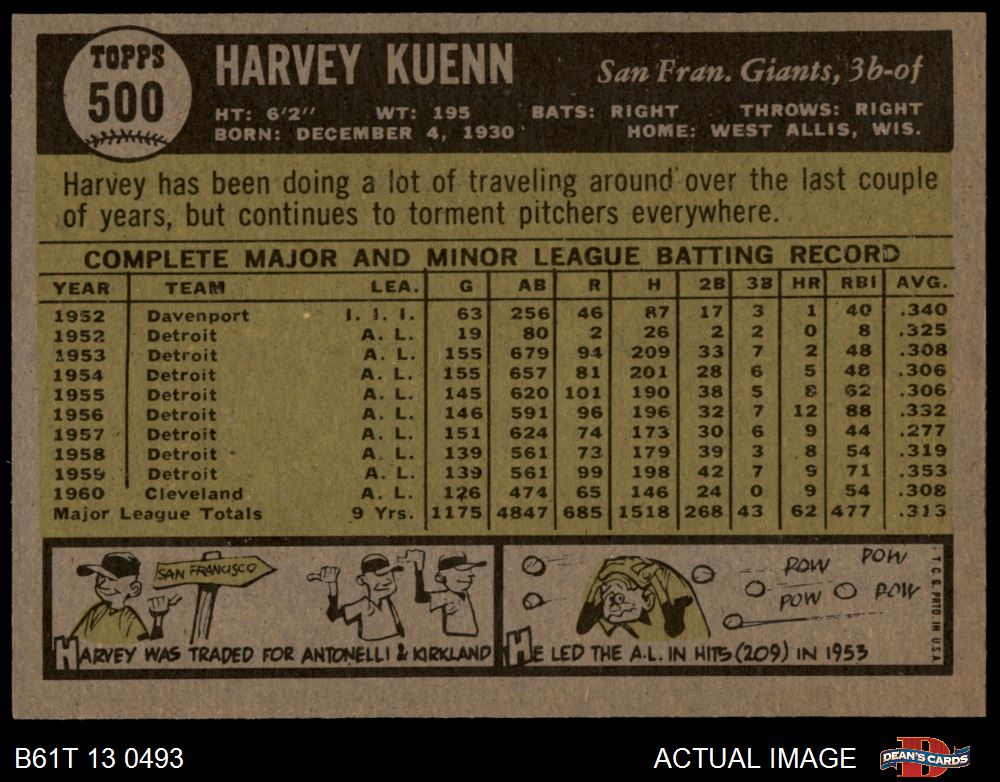 TOPPS
500
HARVEY KUENN
San Fran. Giants, 3b-of
HT: 6'2" WT: 195 BATS: RIGHT THROWS: RIGHT
BORN: DECEMBER 4, 1930 HOME: WEST ALLIS, WIS.
Harvey has been doing a lot of traveling around over the last couple
of years, but continues to torment pitchers everywhere.
COMPLETE MAJOR AND MINOR LEAGUE BATTING RECORD
YEAR TEAM LEA. G AB R H 2B 3B HR RBI AVG.
1952 Davenport I. I. I. 63 256 46 87 17 3 1 40 .340
1952 Detroit A. L. 19 80 2 26 2 2 0 8 .325
1953 Detroit A. L. 155 679 94 209 33 7 2 48 .308
1954 Detroit A. L. 155 657 81 201 28 6 5 48 .306
1955 Detroit A. L. 145 620 101 190 38 5 8 62 .306
1956 Detroit A. L. 146 591 96 196 32 7 12 88 .332
1957 Detroit A. L. 151 624 74 173 30 6 9 44 .277
1958 Detroit A. L. 139 561 73 179 39 3 8 54 .319
1959 Detroit A. L. 139 561 99 198 42 7 9 71 .353
1960 Cleveland A. L. 126 474 65 146 24 0 9 54 .308
Major League Totals 9 Yrs. 1175 4847 685 1518 268 43 62 477 .313
SAN FRANCISCO
HARVEY WAS TRADED FOR ANTONELLI & KIRKLAND
POW POW
POW POW
HE LED THE A.L. IN HITS (209) IN 1953
T. C. G. PRTD. IN U.S.A.
B61T 13 0493
ACTUAL IMAGE
DEAN'S CARDS